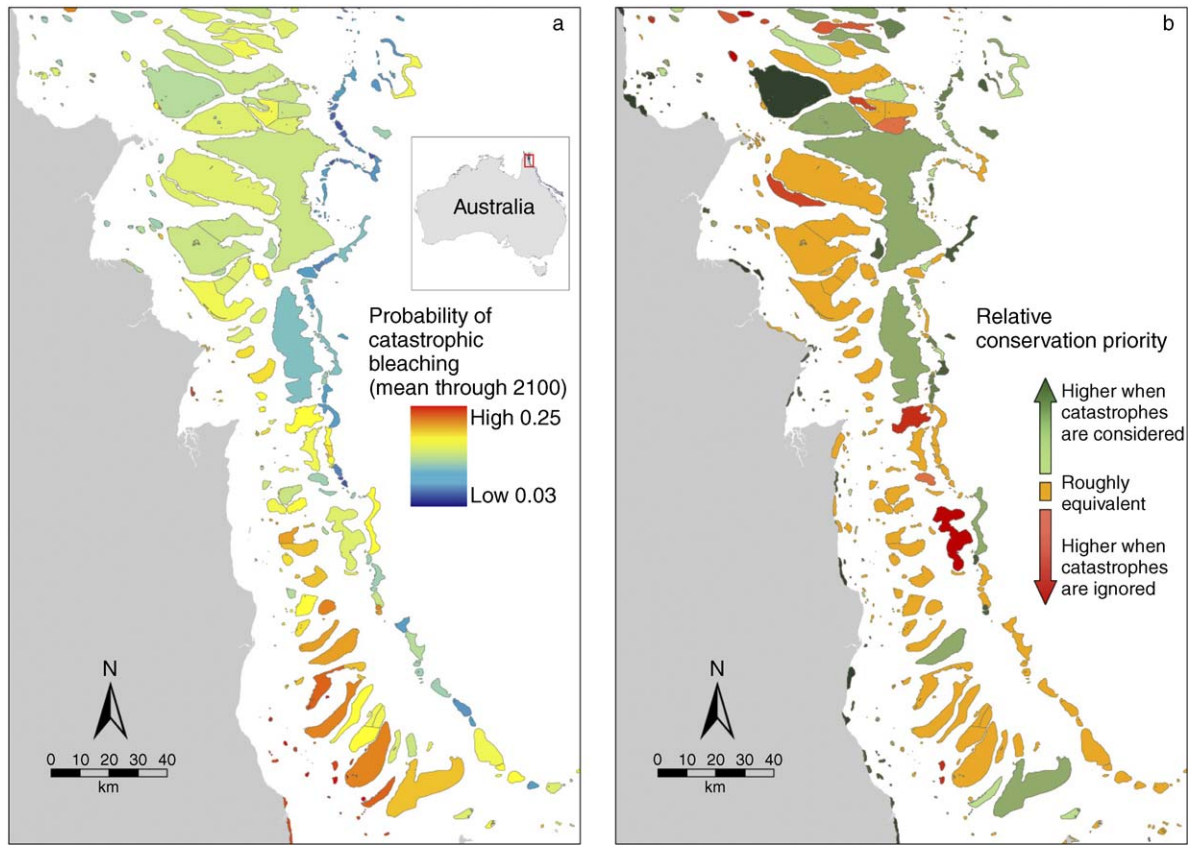 a
Australia
Probability of
catastrophic
bleaching
(mean through 2100)
High 0.25
Low 0.03
N
0 10 20 30 40
km
b
Relative
conservation priority
Higher when
catastrophes
are considered
Roughly
equivalent
Higher when
catastrophes
are ignored
N
0 10 20 30 40
km